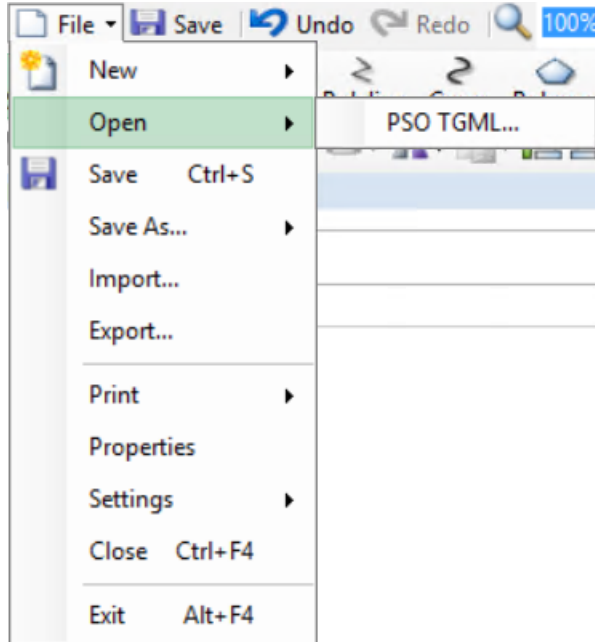 File Save Undo Redo 100%
New
Open PSO TGML...
Save Ctrl+S
Save As...
Import...
Export...
Print
Properties
Settings
Close Ctrl+F4
Exit Alt+F4